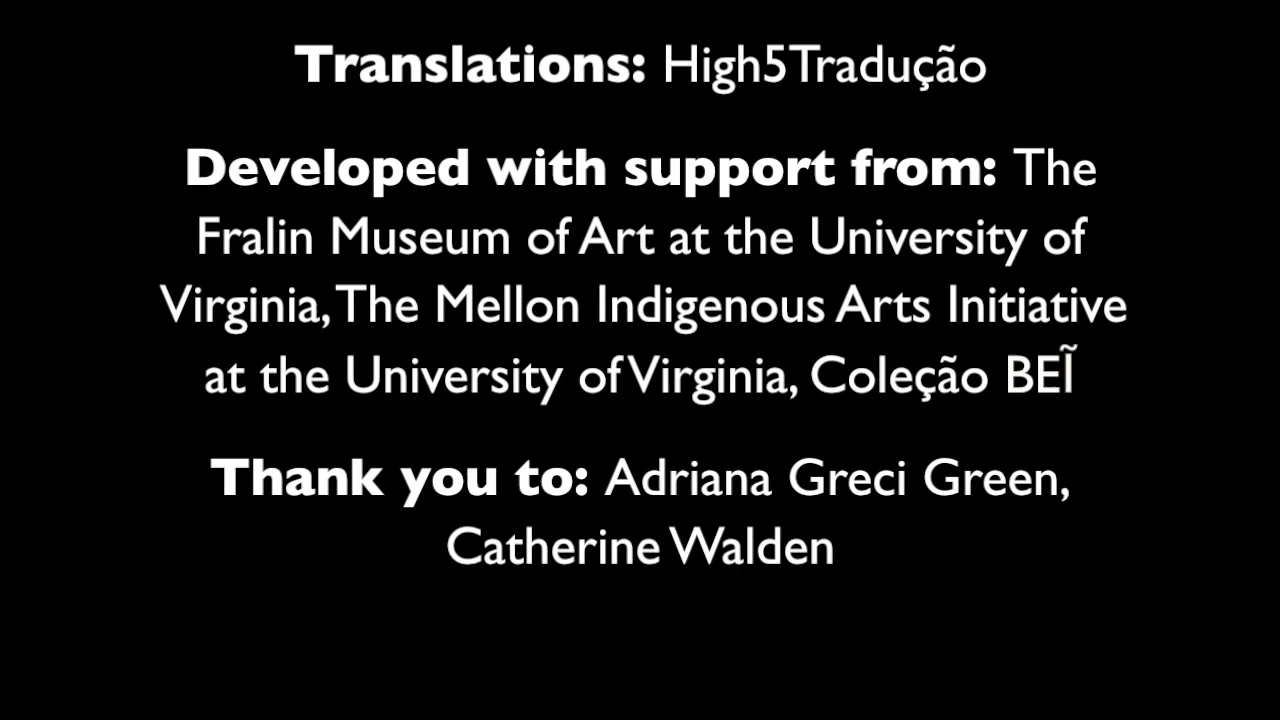 Translations: High5Tradução
Developed with support from: The
Fralin Museum of Art at the University of
Virginia, The Mellon Indigenous Arts Initiative
at the University of Virginia, Coleção BEĨ
Thank you to: Adriana Greci Green,
Catherine Walden